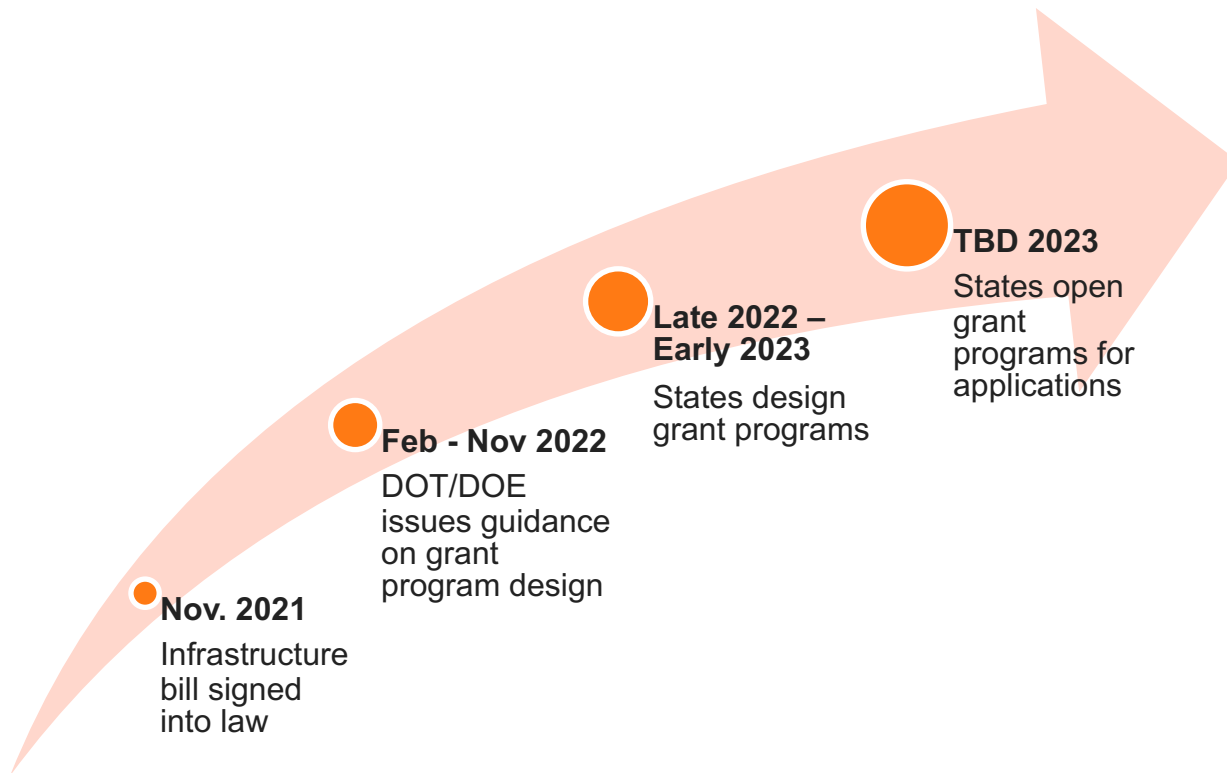 Nov. 2021
Infrastructure
bill signed
into law
Feb - Nov 2022
DOT/DOE
issues guidance
on grant
program design
Late 2022 –
Early 2023
States design
grant programs
TBD 2023
States open
grant
programs for
applications